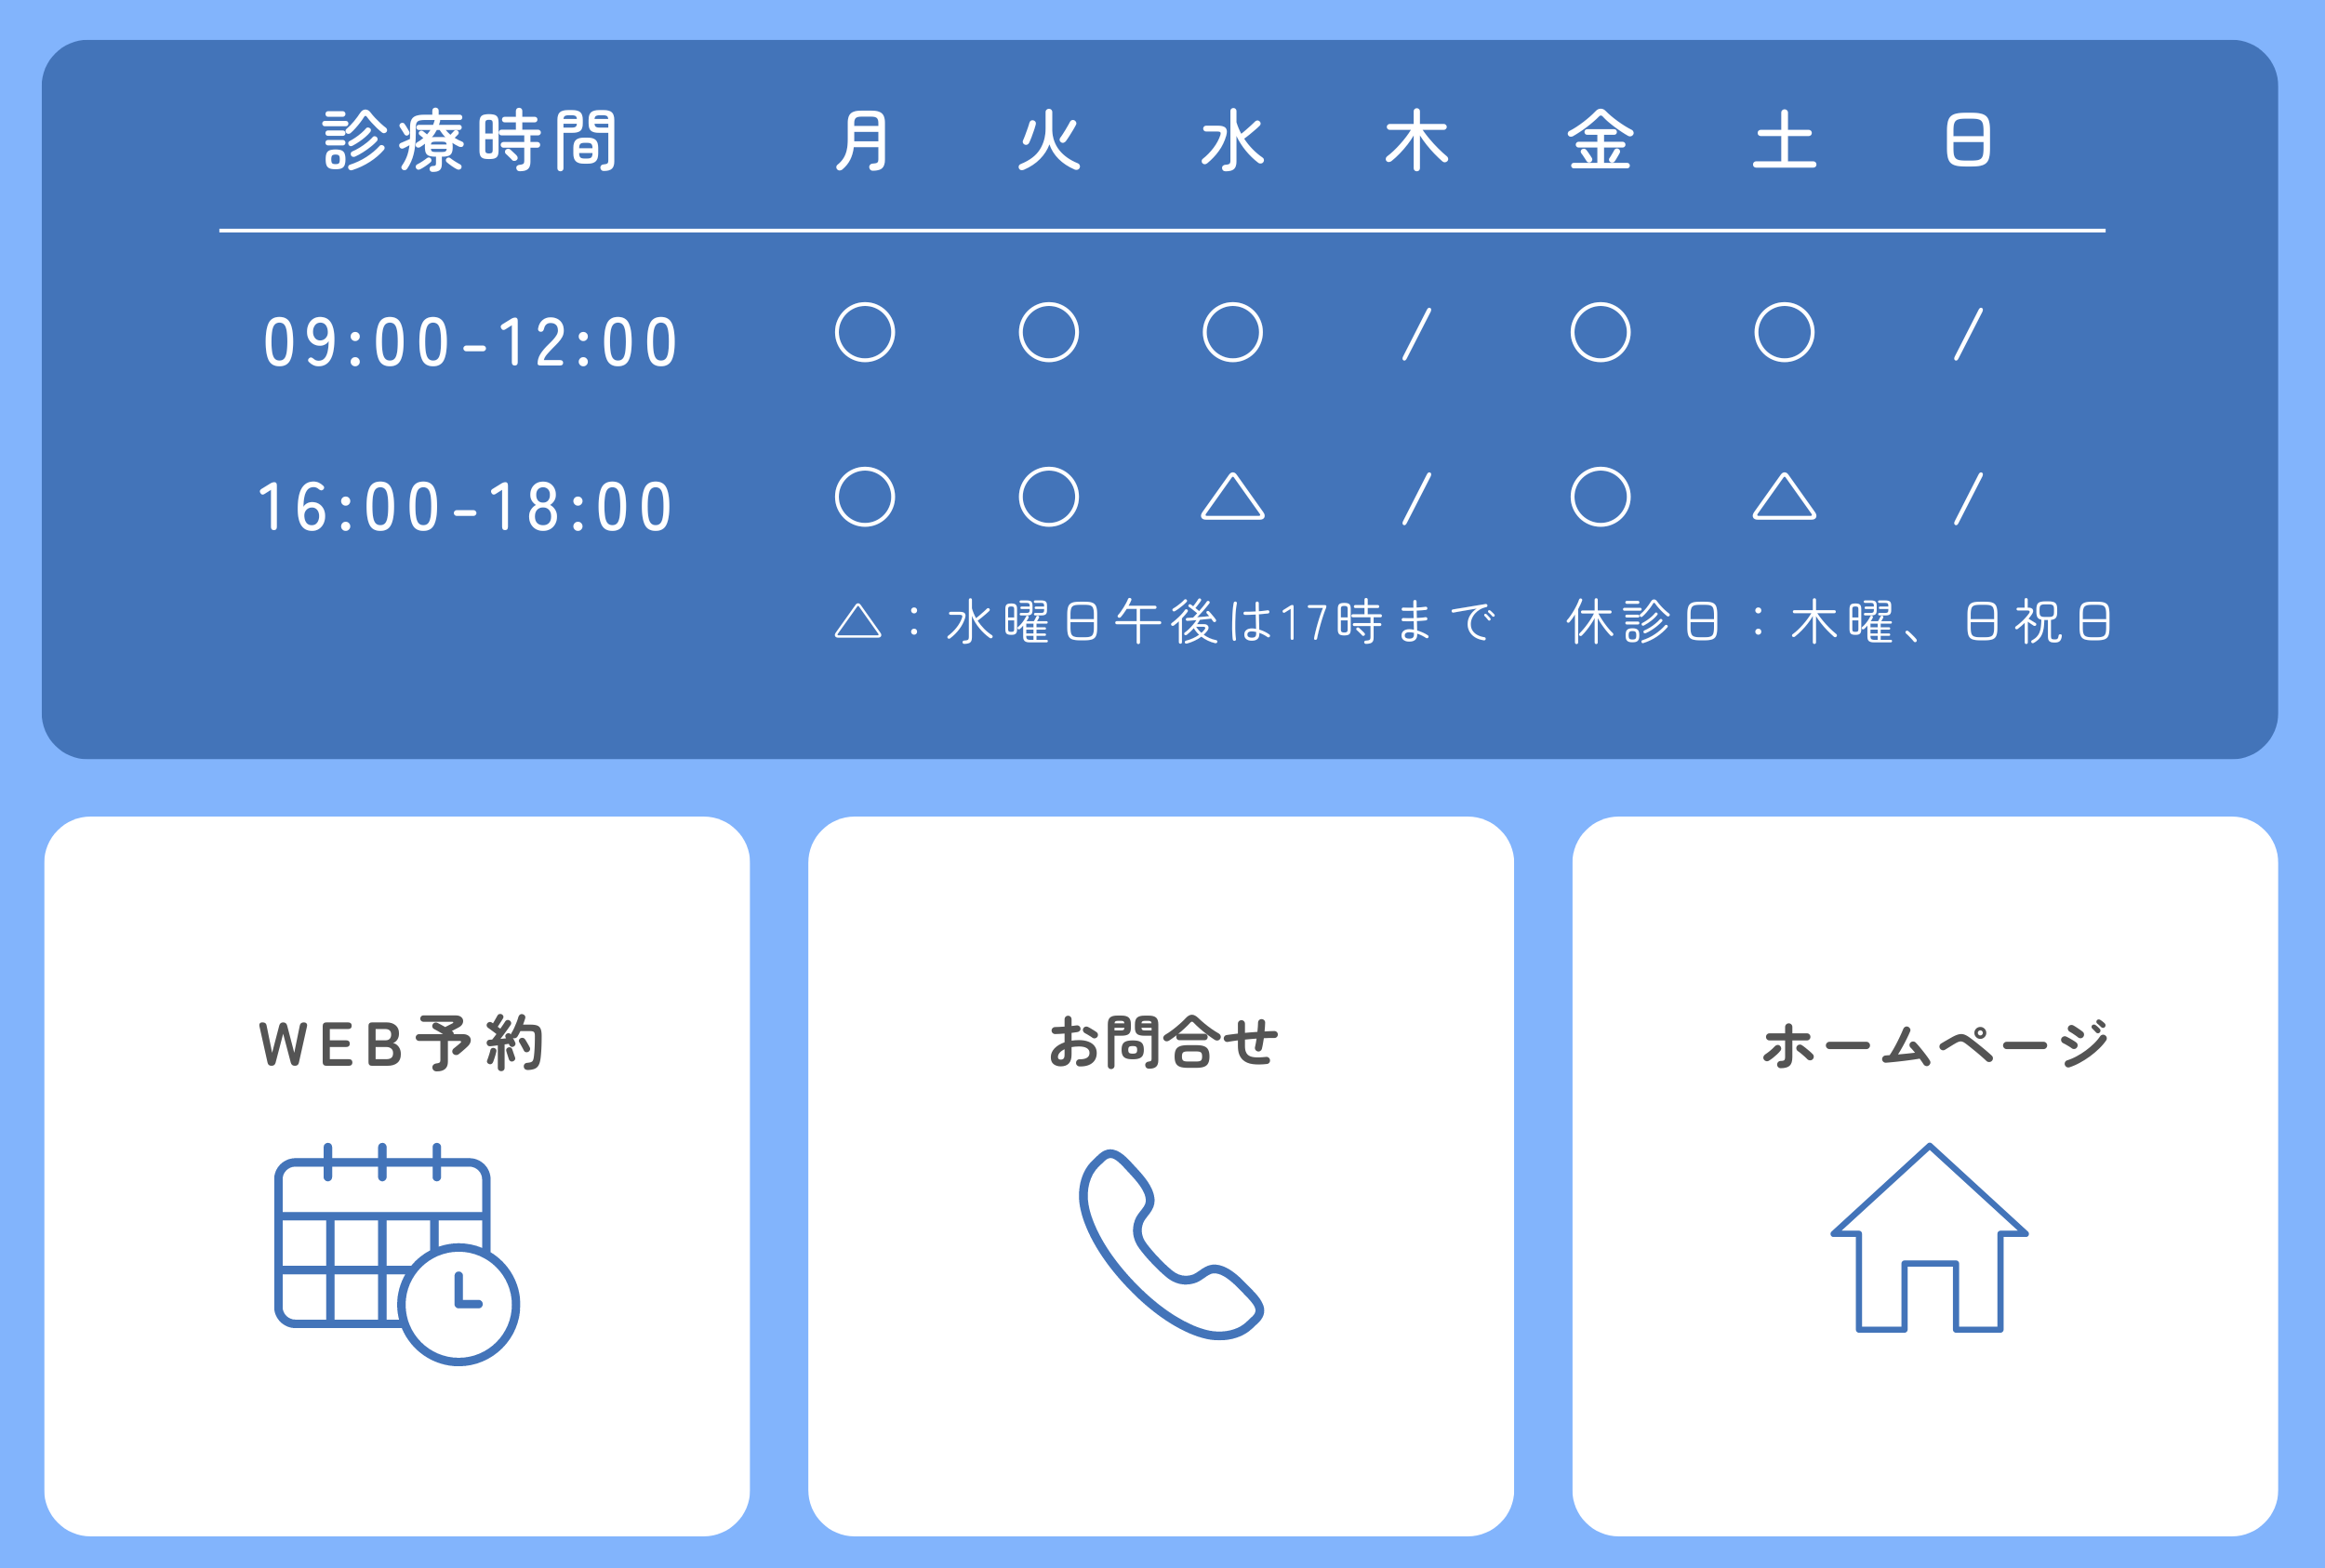 診療時間 月 火 水 木 金 土 日
09:00-12:00 ○ ○ ○ / ○ ○ /
16:00-18:00 ○ ○ △ / ○ △ /
△：水曜日午後は17時まで 休診日：木曜、日祝日
WEB予約
お問合せ
ホームページ